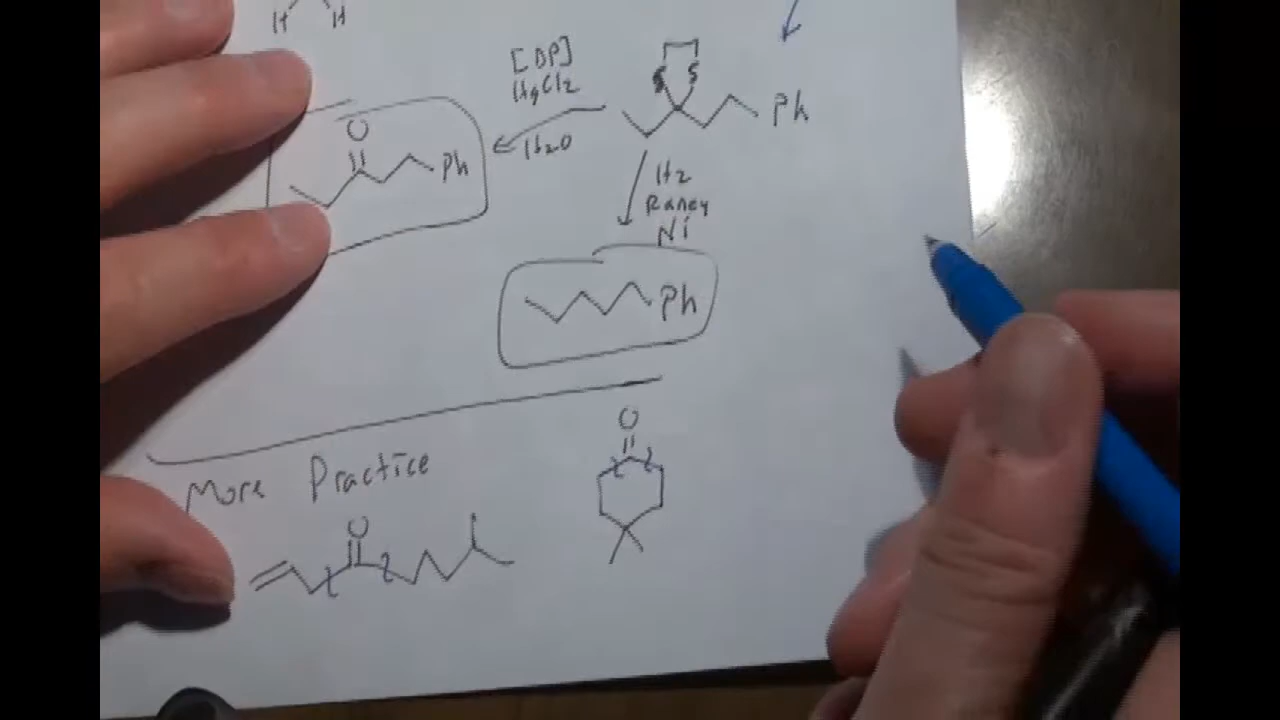 H H
[DP]
HgCl2
H2O
S S
Ph
O
Ph
H2
Raney
Ni
Ph
More Practice
O
O